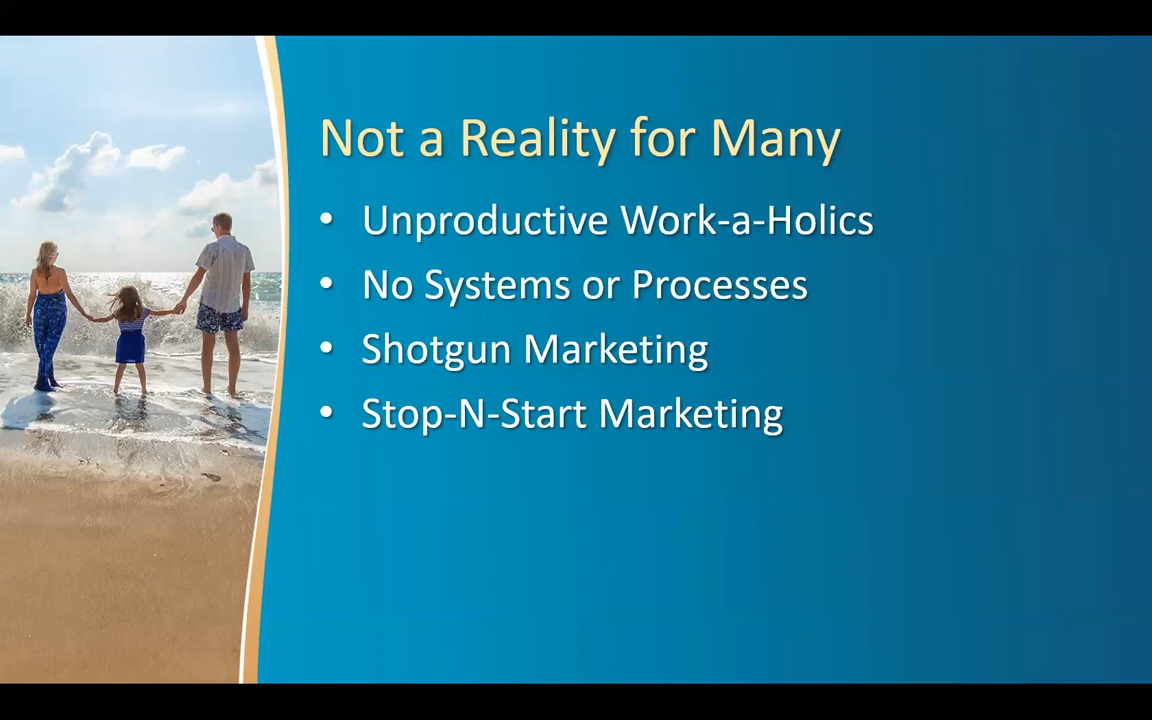 Not a Reality for Many
• Unproductive Work-a-Holics
• No Systems or Processes
• Shotgun Marketing
• Stop-N-Start Marketing